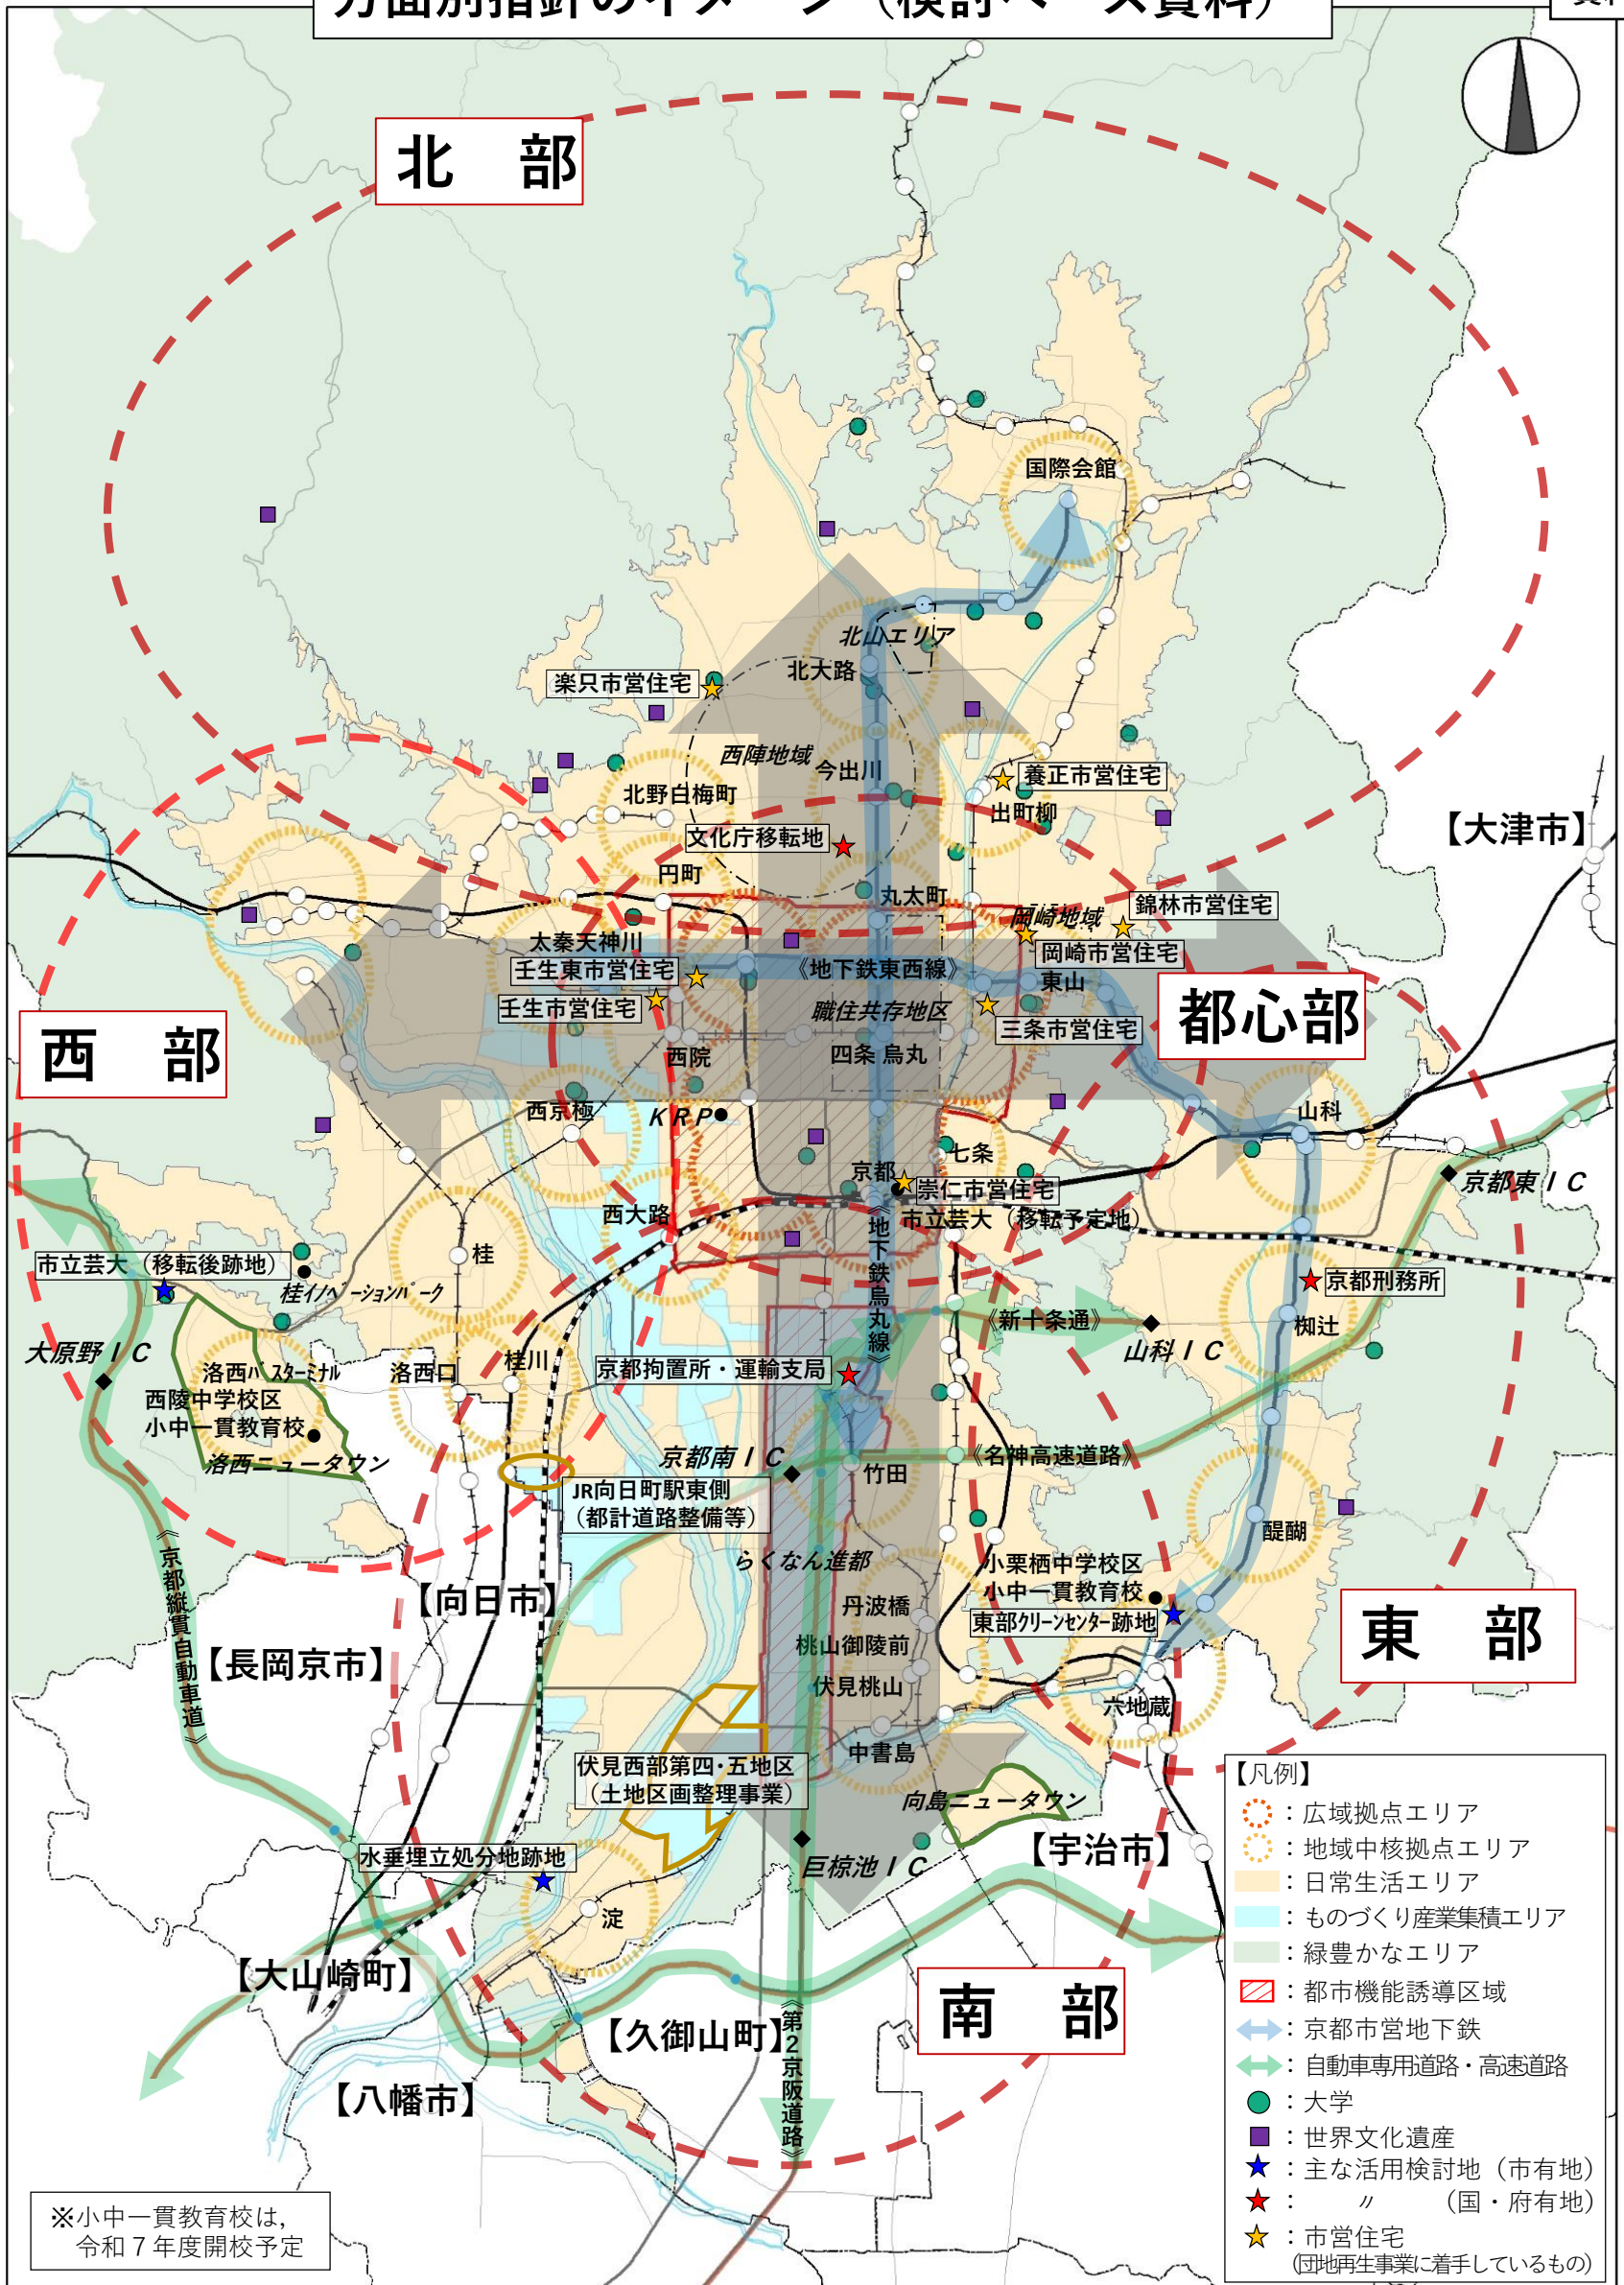 方面別指針のイメージ（検討ベース資料）
北　部
国際会館
北山エリア
北大路
楽只市営住宅
西陣地域
今出川
養正市営住宅
北野白梅町
出町柳
文化庁移転地
【大津市】
円町
丸太町
錦林市営住宅
岡崎地域
太秦天神川
岡崎市営住宅
壬生東市営住宅
《地下鉄東西線》
東山
壬生市営住宅
職住共存地区
都心部
西　部
三条市営住宅
西院
四条 烏丸
西京極
ＫＲＰ
山科
七条
京都
崇仁市営住宅
京都東ＩＣ
西大路
市立芸大（移転予定地）
《地下鉄烏丸線》
桂
市立芸大（移転後跡地）
桂イノベーションパーク
京都刑務所
《新十条通》
椥辻
大原野ＩＣ
山科ＩＣ
洛西バスターミナル
洛西口
桂川
京都拘置所・運輸支局
西陵中学校区
小中一貫教育校
洛西ニュータウン
京都南ＩＣ
《名神高速道路》
竹田
JR向日町駅東側
（都計道路整備等）
醍醐
《京都縦貫自動車道》
らくなん進都
小栗栖中学校区
小中一貫教育校
【向日市】
丹波橋
東部クリーンセンター跡地
東　部
桃山御陵前
【長岡京市】
伏見桃山
六地蔵
中書島
伏見西部第四・五地区
（土地区画整理事業）
向島ニュータウン
【宇治市】
水垂埋立処分地跡地
巨椋池ＩＣ
淀
【大山崎町】
南　部
【久御山町】
《第２京阪道路》
【八幡市】
【凡例】
：広域拠点エリア
：地域中核拠点エリア
：日常生活エリア
：ものづくり産業集積エリア
：緑豊かなエリア
：都市機能誘導区域
：京都市営地下鉄
：自動車専用道路・高速道路
：大学
：世界文化遺産
：主な活用検討地（市有地）
：　〃　（国・府有地）
：市営住宅
（団地再生事業に着手しているもの）
※小中一貫教育校は，
令和７年度開校予定